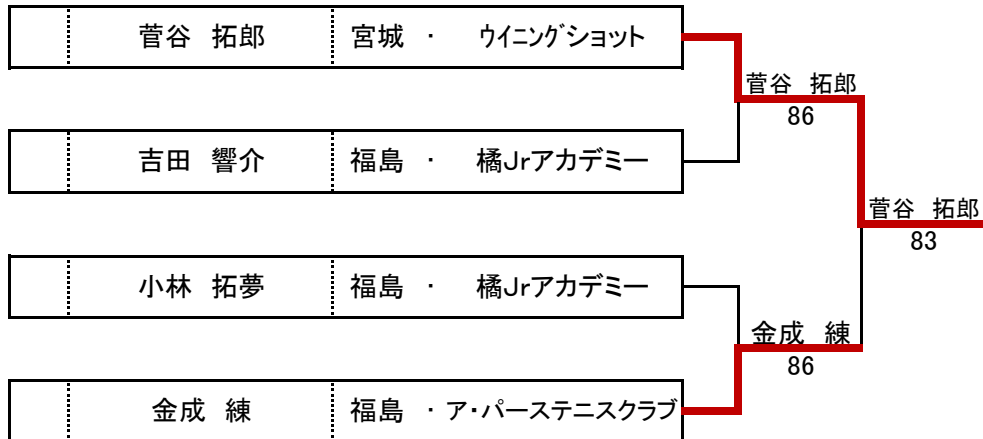 菅谷 拓郎 宮城 ・ ウイニングショット
菅谷 拓郎
86
吉田 響介 福島 ・ 橘Jrアカデミー
菅谷 拓郎
83
小林 拓夢 福島 ・ 橘Jrアカデミー
金成 練
86
金成 練 福島 ・ ア・パーステニスクラブ